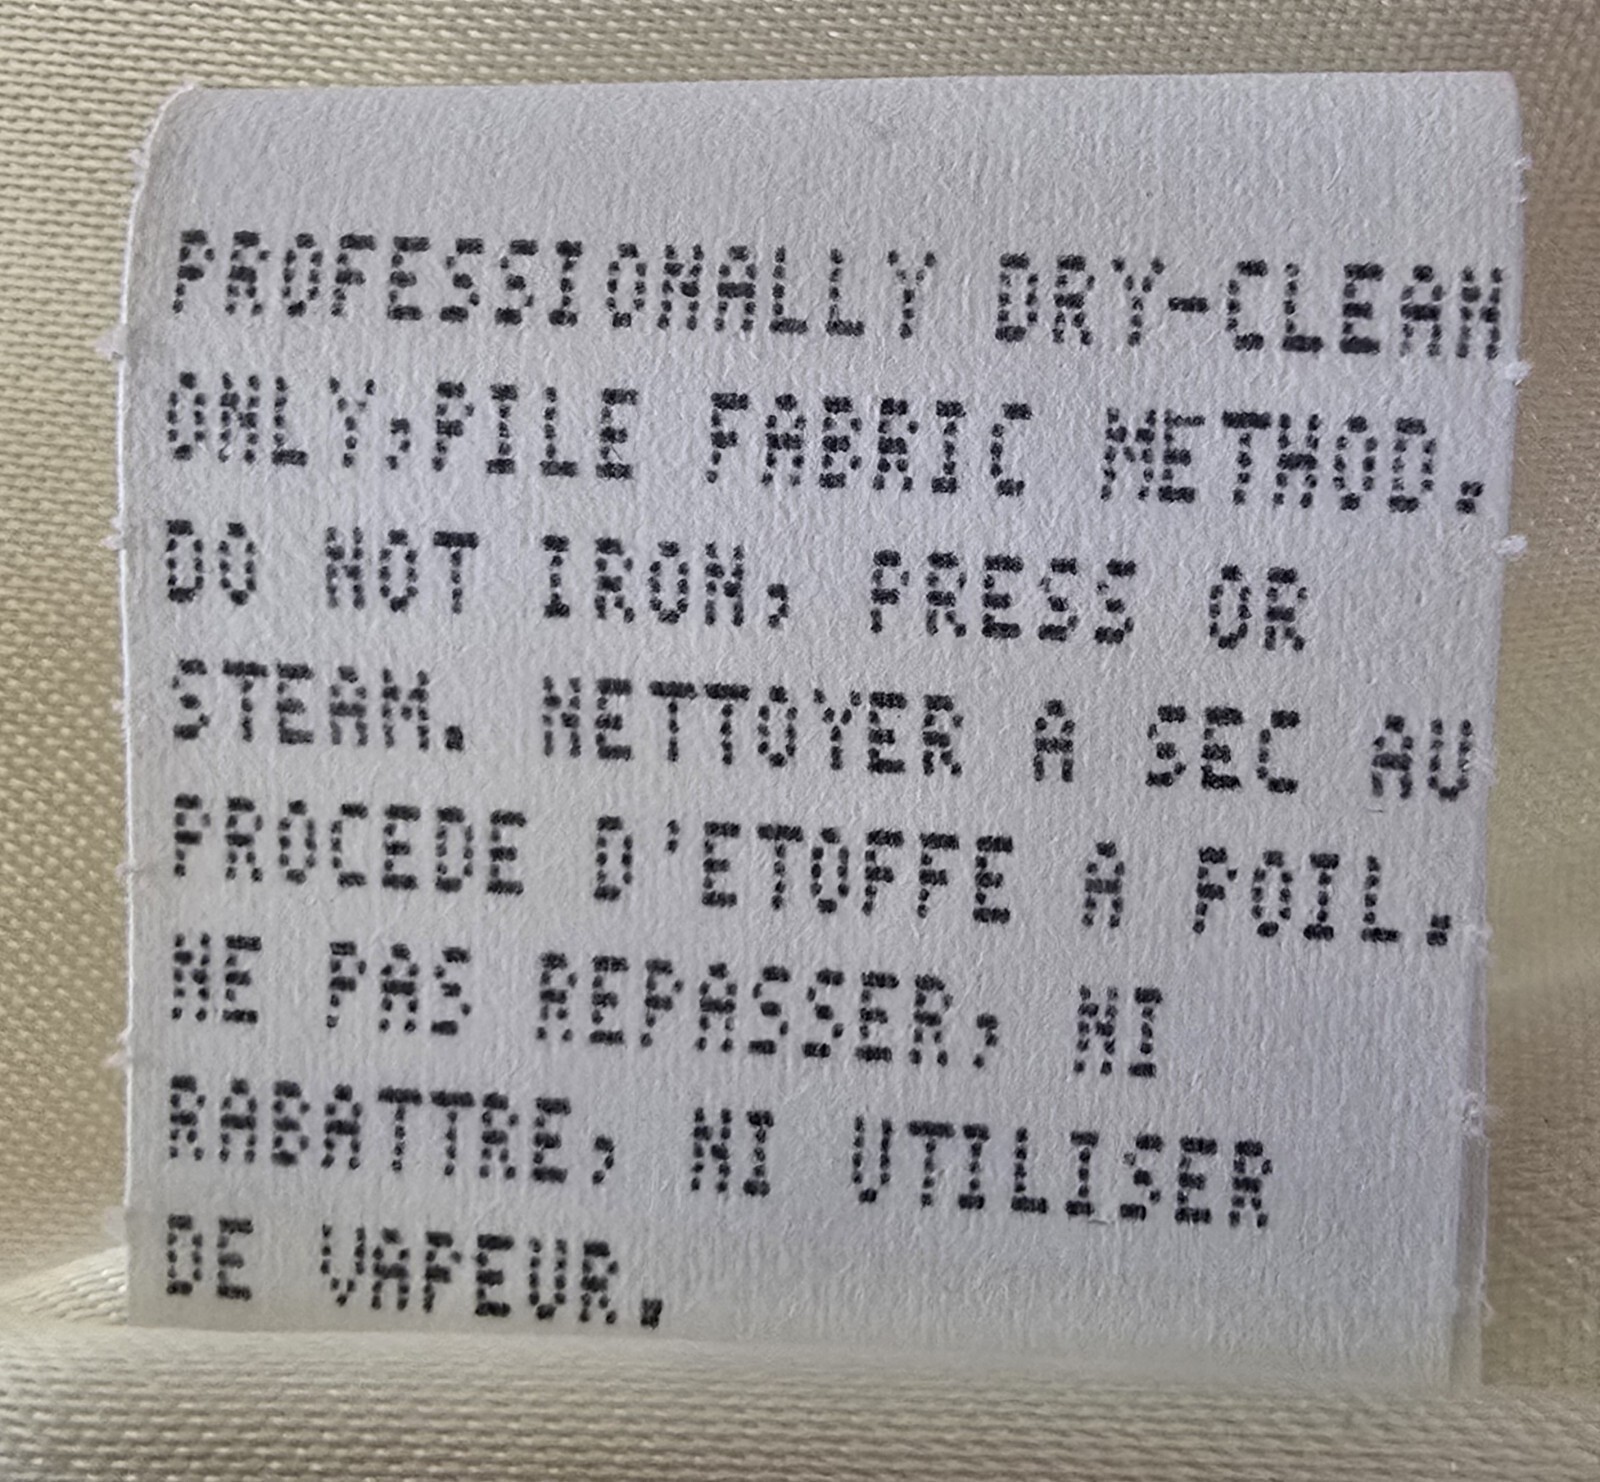 PROFESSIONALLY DRY-CLEAN
ONLY,PILE FABRIC METHOD.
DO NOT IRON, PRESS OR
STEAM. NETTOYER A SEC AU
PROCEDE D'ETOFFE A POIL.
NE PAS REPASSER, NI
RABATTRE, NI UTILISER
DE VAPEUR.